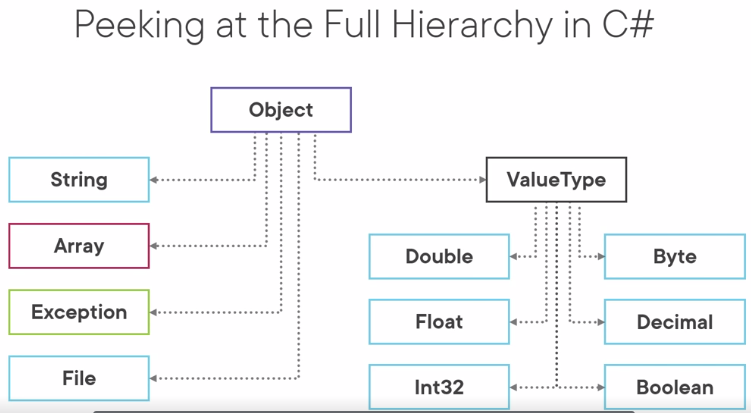 Peeking at the Full Hierarchy in C#
Object
String
ValueType
Array
Double
Byte
Exception
Float
Decimal
File
Int32
Boolean